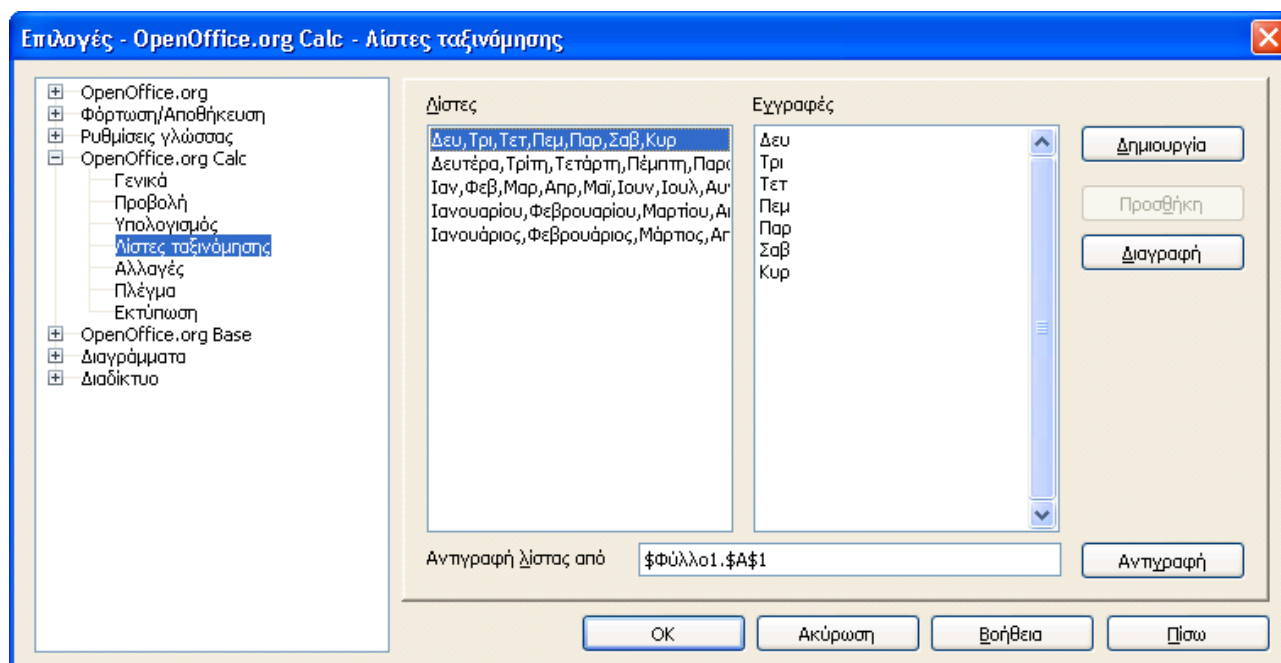 Επιλογές - OpenOffice.org Calc - Λίστες ταξινόμησης
OpenOffice.org
Φόρτωση/Αποθήκευση
Ρυθμίσεις γλώσσας
OpenOffice.org Calc
Γενικά
Προβολή
Υπολογισμός
Λίστες ταξινόμησης
Αλλαγές
Πλέγμα
Εκτύπωση
OpenOffice.org Base
Διαγράμματα
Διαδίκτυο
Λίστες
Δευ,Τρι,Τετ,Πεμ,Παρ,Σαβ,Κυρ
Δευτέρα,Τρίτη,Τετάρτη,Πέμπτη,Παρα
Ιαν,Φεβ,Μαρ,Απρ,Μαϊ,Ιουν,Ιουλ,Αυ
Ιανουαρίου,Φεβρουαρίου,Μαρτίου,Α
Ιανουάριος,Φεβρουάριος,Μάρτιος,Απ
Εγγραφές
Δευ
Τρι
Τετ
Πεμ
Παρ
Σαβ
Κυρ
Δημιουργία
Προσθήκη
Διαγραφή
Αντιγραφή λίστας από
$Φύλλο1.$A$1
Αντιγραφή
OK
Ακύρωση
Βοήθεια
Πίσω